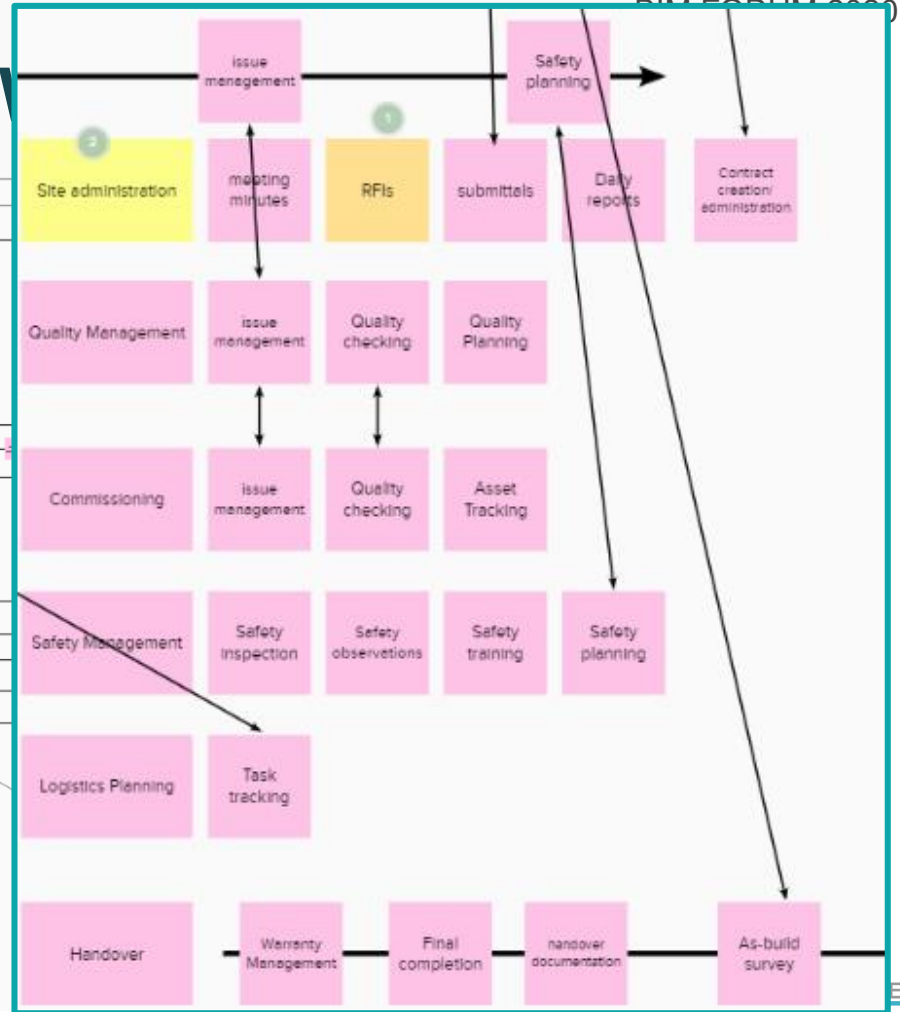 issue
management
Safety
planning
2
1
Site administration
meeting
minutes
RFIs
submittals
Daily
reports
Contract
creation/
administration
Quality Management
issue
management
Quality
checking
Quality
Planning
Commissioning
issue
management
Quality
checking
Asset
Tracking
Safety Management
Safety
inspection
Safety
observations
Safety
training
Safety
planning
Logistics Planning
Task
tracking
Handover
Warranty
Management
Final
completion
handover
documentation
As-build
survey